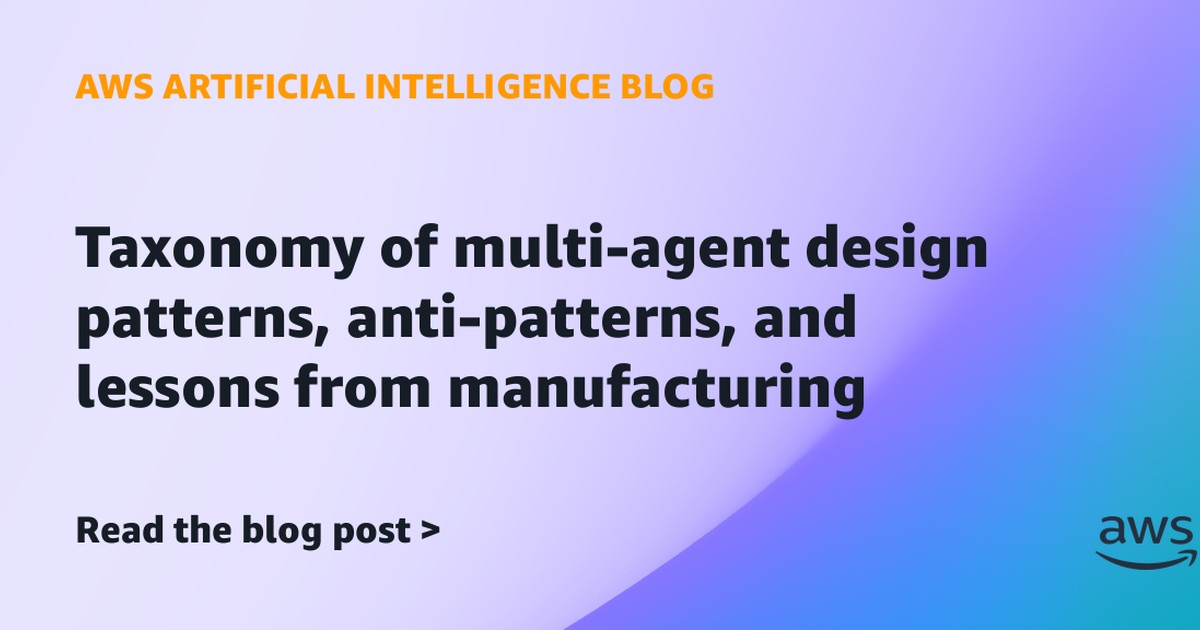 AWS ARTIFICIAL INTELLIGENCE BLOG
Taxonomy of multi-agent design
patterns, anti-patterns, and
lessons from manufacturing
Read the blog post >
aws